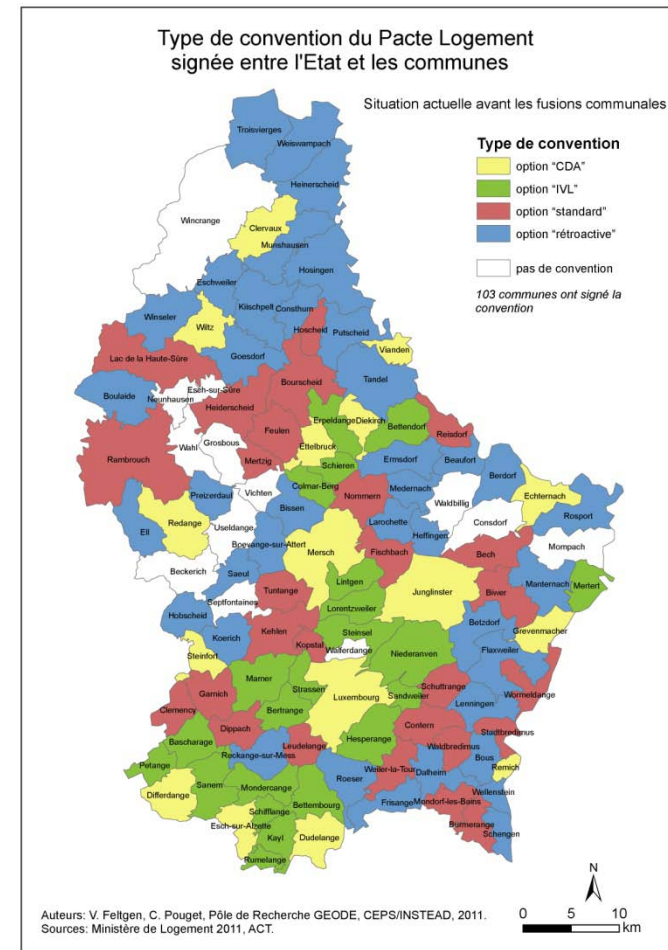 Type de convention du Pacte Logement
signée entre l'Etat et les communes
Situation actuelle avant les fusions communales
Type de convention
option "CDA"
option "IVL"
option "standard"
option "rétroactive"
pas de convention
103 communes ont signé la
convention
Troisvierges
Weiswampach
Heinerscheid
Wincrange
Clervaux
Munshausen
Hosingen
Eschweiler
Kiischpelt
Consthum
Winseler
Wiltz
Hoscheid
Putscheid
Lac de la Haute-Sûre
Goesdorf
Vianden
Esch-sur-Sûre
Bourscheid
Tandel
Boulaide
Neunhausen
Heiderscheid
Erpeldange
Diekirch
Bettendorf
Reisdorf
Feulen
Grosbous
Ettelbruck
Wahl
Mertzig
Schieren
Ermsdorf
Beaufort
Rambrouch
Berdorf
Colmar-Berg
Medernach
Echternach
Preizerdaul
Vichten
Nommern
Waldbillig
Bissen
Consdorf
Rosport
Redange
Larochette
Ell
Useldange
Heffingen
Mompach
Boevange-sur-Attert
Mersch
Fischbach
Bech
Beckerich
Saeul
Lintgen
Manternach
Mertert
Tuntange
Junglinster
Biwer
Septfontaines
Lorentzweiler
Hobscheid
Betzdorf
Grevenmacher
Koerich
Kehlen
Steinsel
Kopstal
Walferdange
Steinfort
Niederanven
Flaxweiler
Mamer
Strassen
Schuttrange
Garnich
Luxembourg
Sandweiler
Wormeldange
Clemency
Bertrange
Lenningen
Dippach
Contern
Stadtbredimus
Bascharage
Hesperange
Leudelange
Waldbredimus
Reckange-sur-Mess
Bous
Remich
Petange
Weiler-la-Tour
Dalheim
Roeser
Wellenstein
Differdange
Sanem
Mondercange
Frisange
Mondorf-les-Bains
Bettembourg
Schifflange
Burmerange
Esch-sur-Alzette
Schengen
Kayl
Dudelange
Rumelange
N
0 5 10
km
Auteurs: V. Feltgen, C. Pouget, Pôle de Recherche GEODE, CEPS/INSTEAD, 2011.
Sources: Ministère de Logement 2011, ACT.